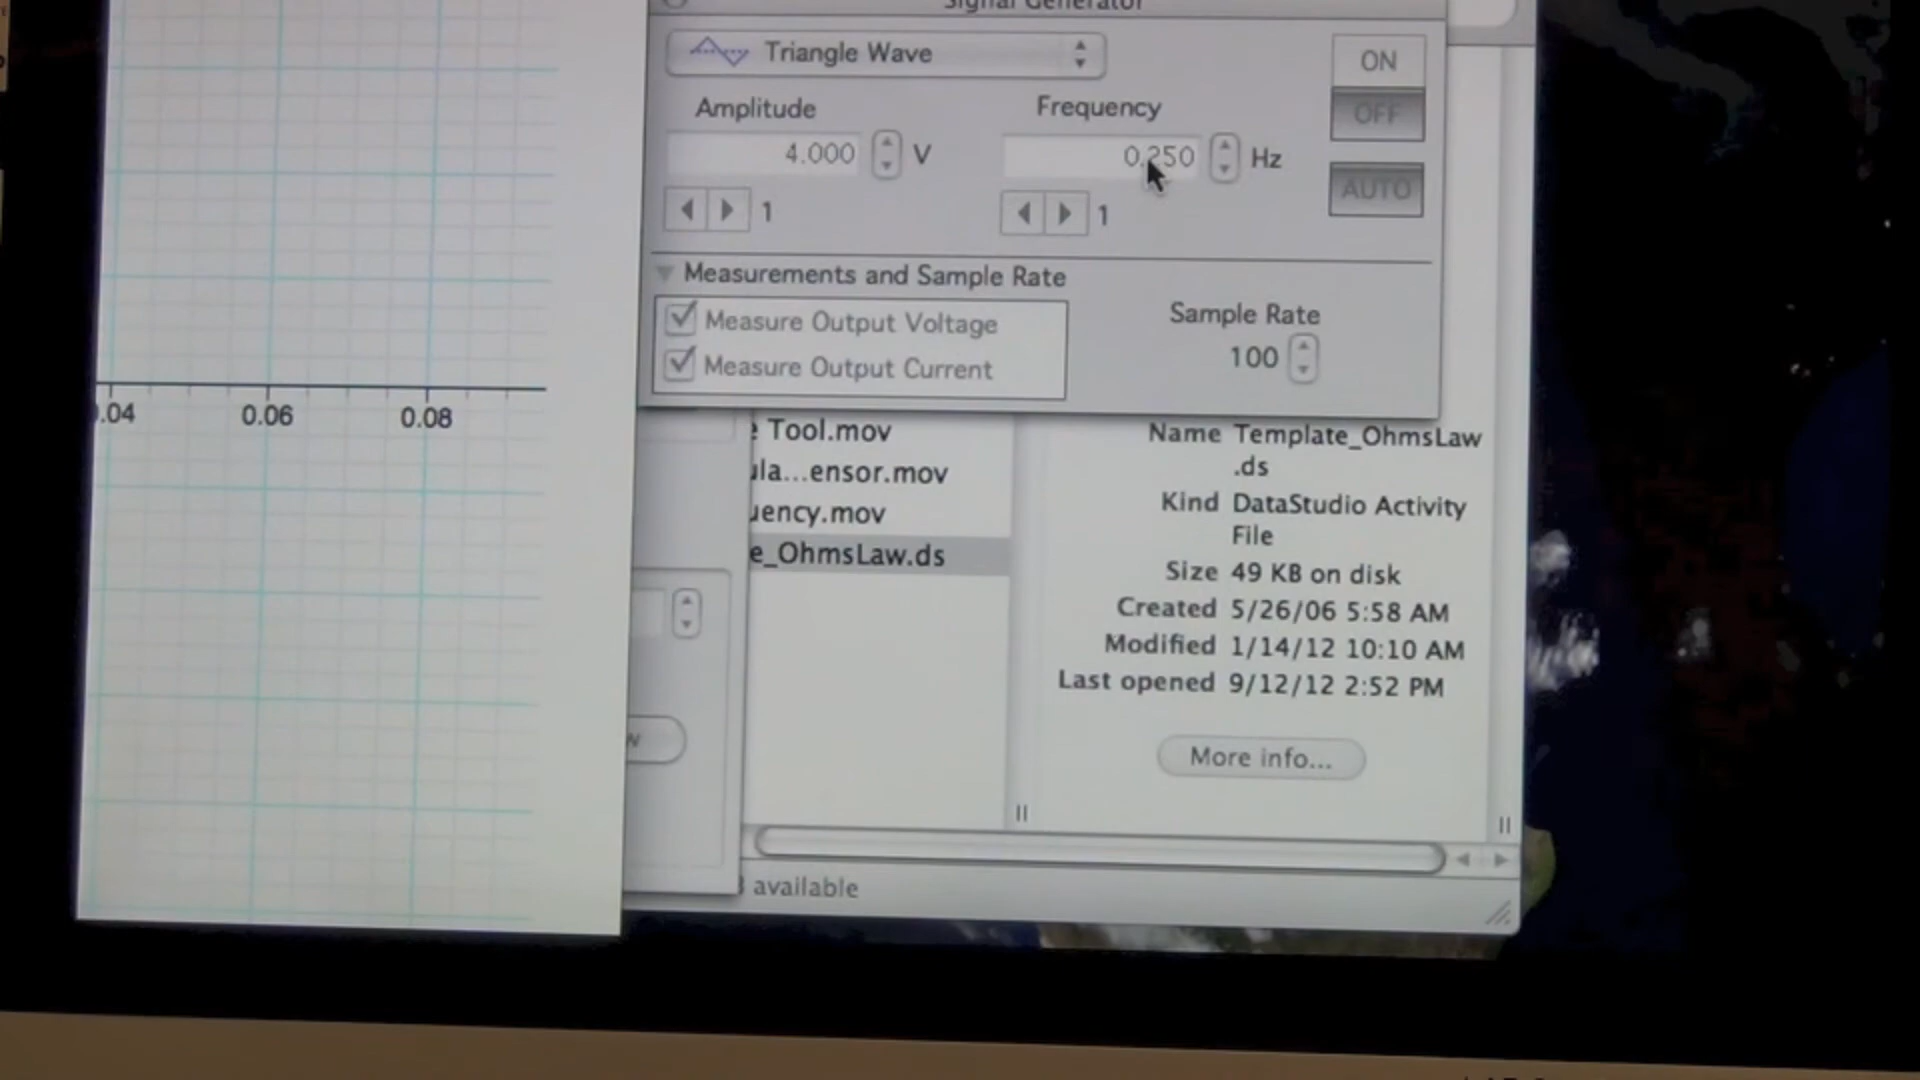 Signal Generator
Triangle Wave
ON
OFF
Amplitude
Frequency
4.000 V
0.250 Hz
AUTO
1
1
Measurements and Sample Rate
Measure Output Voltage
Measure Output Current
Sample Rate
100
.04 0.06 0.08
e Tool.mov
ula...ensor.mov
uency.mov
e_OhmsLaw.ds
Name Template_OhmsLaw
.ds
Kind DataStudio Activity
File
Size 49 KB on disk
Created 5/26/06 5:58 AM
Modified 1/14/12 10:10 AM
Last opened 9/12/12 2:52 PM
More info...
available